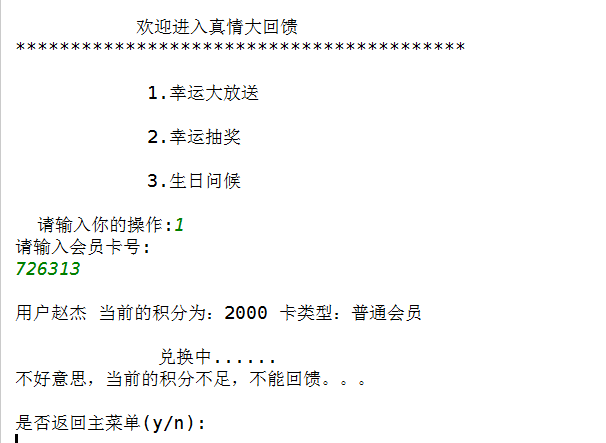 欢迎进入真情大回馈
*****************************************
1.幸运大放送
2.幸运抽奖
3.生日问候
请输入你的操作:1
请输入会员卡号:
726313
用户赵杰 当前的积分为：2000 卡类型：普通会员
兑换中......
不好意思，当前的积分不足，不能回馈。。。
是否返回主菜单(y/n):